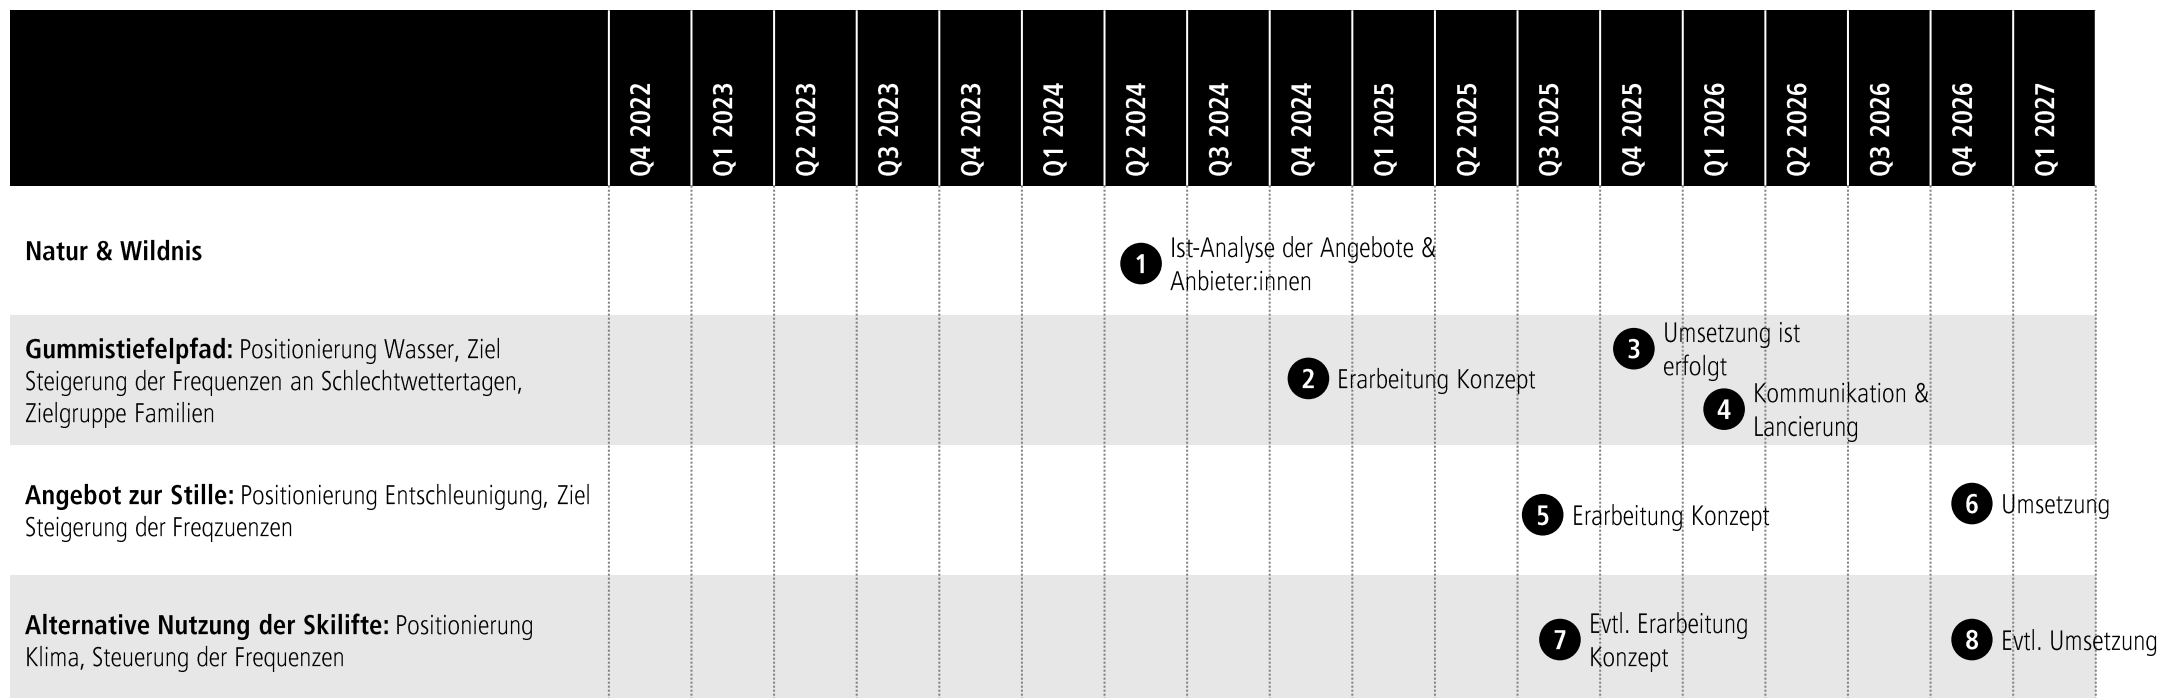 Q4 2022
Q1 2023
Q2 2023
Q3 2023
Q4 2023
Q1 2024
Q2 2024
Q3 2024
Q4 2024
Q1 2025
Q2 2025
Q3 2025
Q4 2025
Q1 2026
Q2 2026
Q3 2026
Q4 2026
Q1 2027
Natur & Wildnis
1
Ist-Analyse der Angebote &
Anbieter:innen
Gummistiefelpfad: Positionierung Wasser, Ziel
Steigerung der Frequenzen an Schlechtwettertagen,
Zielgruppe Familien
2
Erarbeitung Konzept
3
Umsetzung ist
erfolgt
4
Kommunikation &
Lancierung
Angebot zur Stille: Positionierung Entschleunigung, Ziel
Steigerung der Freqzuenzen
5
Erarbeitung Konzept
6
Umsetzung
Alternative Nutzung der Skilifte: Positionierung
Klima, Steuerung der Frequenzen
7
Evtl. Erarbeitung
Konzept
8
Evtl. Umsetzung